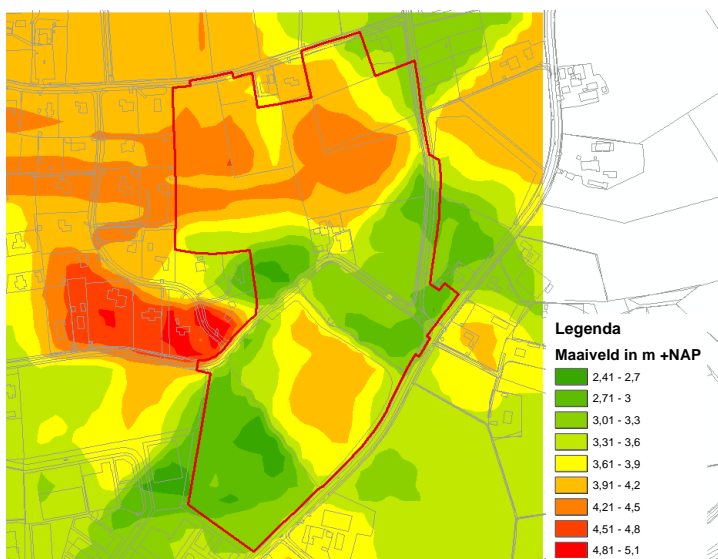 Legenda
Maaiveld in m +NAP
2,41 - 2,7
2,71 - 3
3,01 - 3,3
3,31 - 3,6
3,61 - 3,9
3,91 - 4,2
4,21 - 4,5
4,51 - 4,8
4,81 - 5,1